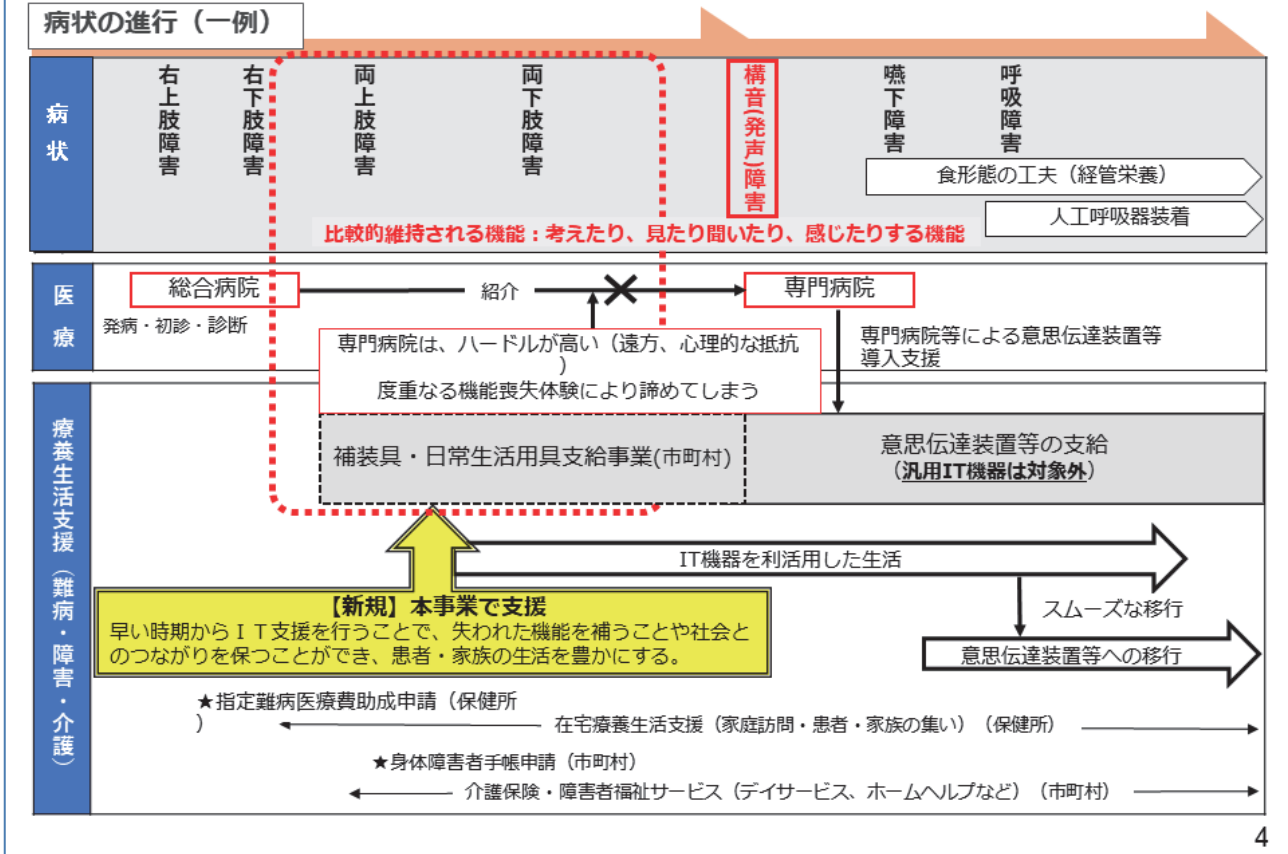 病状の進行（一例）
病状
右上肢障害
右下肢障害
両上肢障害
両下肢障害
構音(発声)障害
嚥下障害
呼吸障害
食形態の工夫（経管栄養）
人工呼吸器装着
比較的維持される機能：考えたり、見たり聞いたり、感じたりする機能
医療
総合病院
紹介
専門病院
発病・初診・診断
専門病院は、ハードルが高い（遠方、心理的な抵抗
）
度重なる機能喪失体験により諦めてしまう
専門病院等による意思伝達装置等
導入支援
療養生活支援（難病・障害・介護）
補装具・日常生活用具支給事業(市町村)
意思伝達装置等の支給
（汎用IT機器は対象外）
IT機器を利活用した生活
【新規】本事業で支援
早い時期からＩＴ支援を行うことで、失われた機能を補うことや社会と
のつながりを保つことができ、患者・家族の生活を豊かにする。
スムーズな移行
意思伝達装置等への移行
★指定難病医療費助成申請（保健所
）
在宅療養生活支援（家庭訪問・患者・家族の集い）（保健所）
★身体障害者手帳申請（市町村）
介護保険・障害者福祉サービス（デイサービス、ホームヘルプなど）（市町村）
4